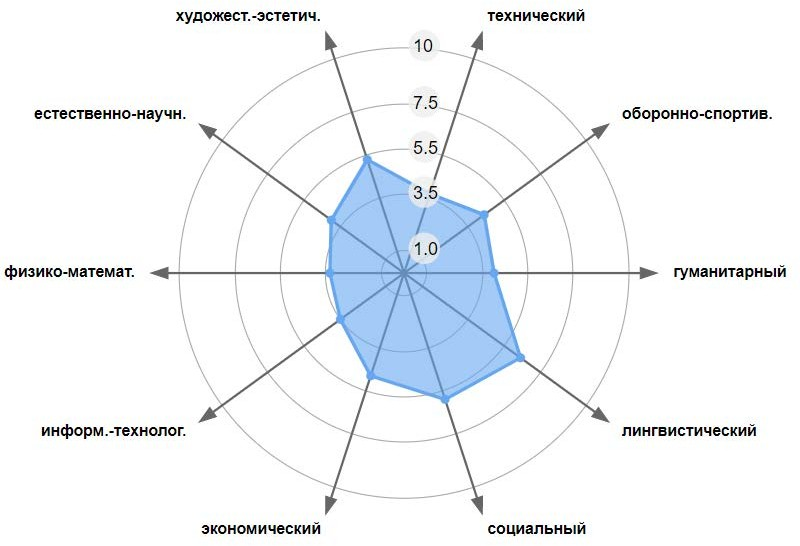 художест.-эстетич.
технический
10
7.5
естественно-научн.
оборонно-спортив.
5.5
3.5
1.0
физико-математ.
гуманитарный
информ.-технолог.
лингвистический
экономический
социальный